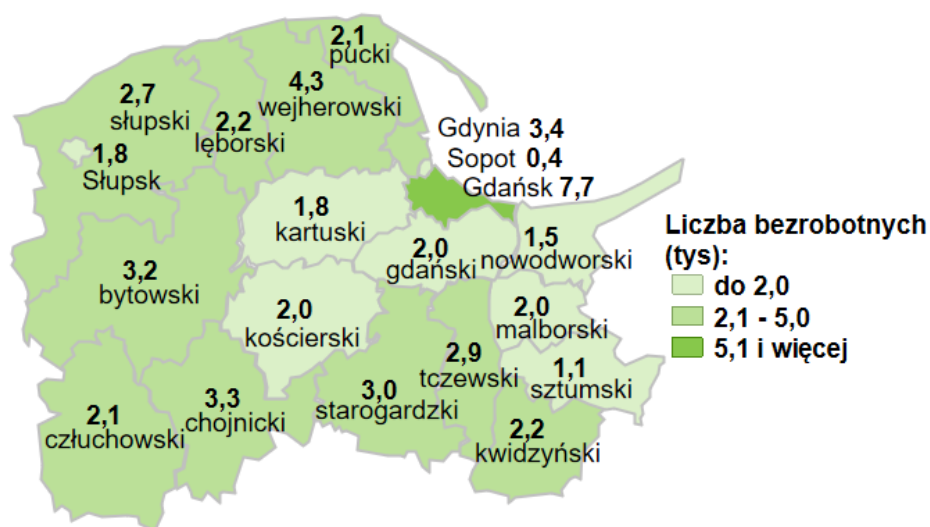 2,1
pucki
4,3
wejherowski
2,7
słupski
2,2
lęborski
1,8
Słupsk
Gdynia 3,4
Sopot 0,4
Gdańsk 7,7
1,8
kartuski
2,0
gdański
1,5
nowodworski
3,2
bytowski
2,0
kościerski
2,0
malborski
2,9
tczewski
1,1
sztumski
3,0
starogardzki
3,3
chojnicki
2,1
człuchowski
2,2
kwidzyński
Liczba bezrobotnych
(tys):
do 2,0
2,1 - 5,0
5,1 i więcej